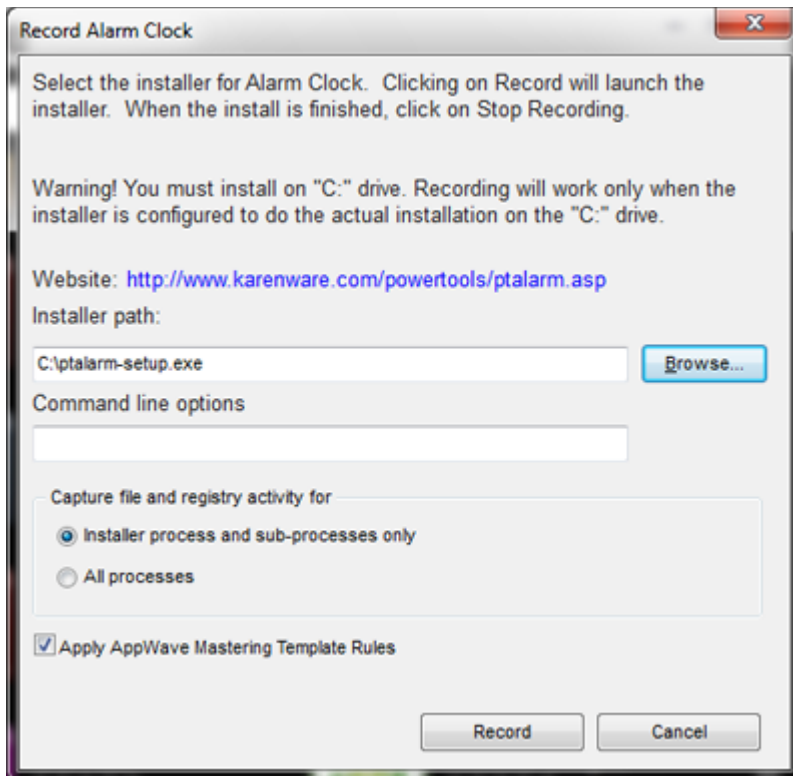 Record Alarm Clock
Select the installer for Alarm Clock.  Clicking on Record will launch the
installer.  When the install is finished, click on Stop Recording.
Warning! You must install on "C:" drive. Recording will work only when the
installer is configured to do the actual installation on the "C:" drive.
Website: http://www.karenware.com/powertools/ptalarm.asp
Installer path:
C:\ptalarm-setup.exe
Browse...
Command line options
Capture file and registry activity for
Installer process and sub-processes only
All processes
Apply AppWave Mastering Template Rules
Record
Cancel